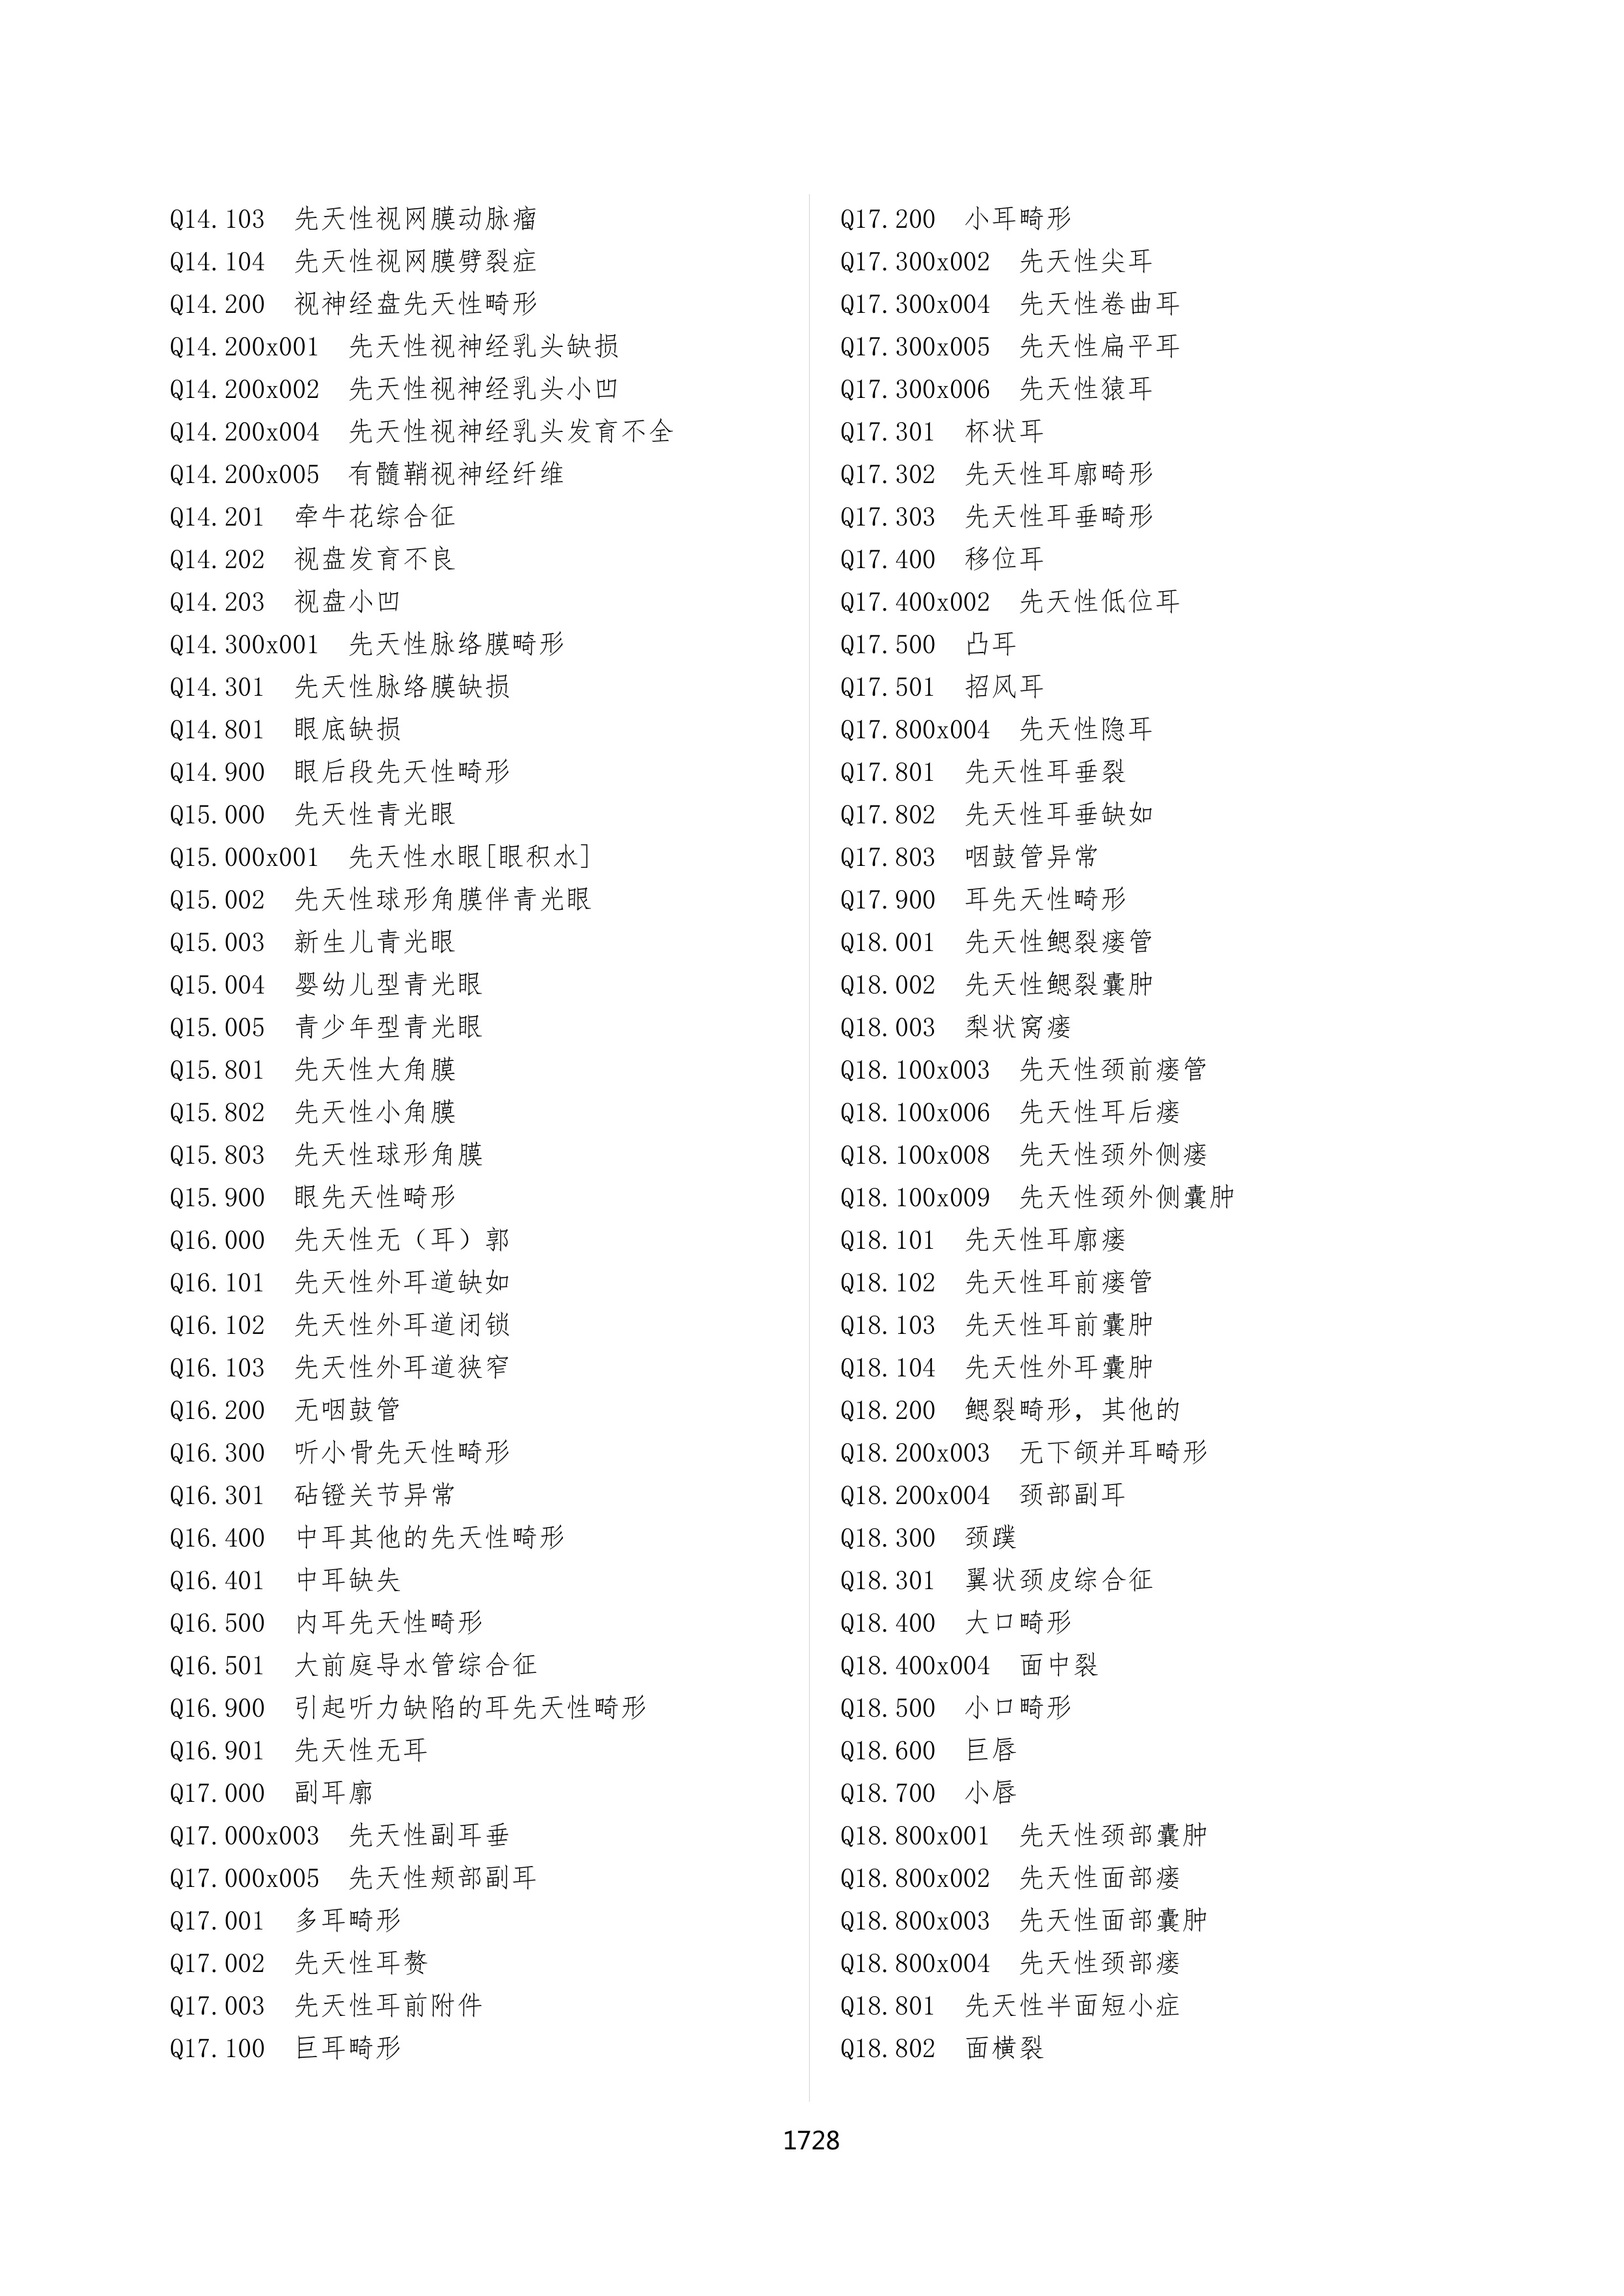 Q14.103 先天性视网膜动脉瘤
Q14.104 先天性视网膜劈裂症
Q14.200 视神经盘先天性畸形
Q14.200x001 先天性视神经乳头缺损
Q14.200x002 先天性视神经乳头小凹
Q14.200x004 先天性视神经乳头发育不全
Q14.200x005 有髓鞘视神经纤维
Q14.201 牵牛花综合征
Q14.202 视盘发育不良
Q14.203 视盘小凹
Q14.300x001 先天性脉络膜畸形
Q14.301 先天性脉络膜缺损
Q14.801 眼底缺损
Q14.900 眼后段先天性畸形
Q15.000 先天性青光眼
Q15.000x001 先天性水眼[眼积水]
Q15.002 先天性球形角膜伴青光眼
Q15.003 新生儿青光眼
Q15.004 婴幼儿型青光眼
Q15.005 青少年型青光眼
Q15.801 先天性大角膜
Q15.802 先天性小角膜
Q15.803 先天性球形角膜
Q15.900 眼先天性畸形
Q16.000 先天性无（耳）郭
Q16.101 先天性外耳道缺如
Q16.102 先天性外耳道闭锁
Q16.103 先天性外耳道狭窄
Q16.200 无咽鼓管
Q16.300 听小骨先天性畸形
Q16.301 砧镫关节异常
Q16.400 中耳其他的先天性畸形
Q16.401 中耳缺失
Q16.500 内耳先天性畸形
Q16.501 大前庭导水管综合征
Q16.900 引起听力缺陷的耳先天性畸形
Q16.901 先天性无耳
Q17.000 副耳廓
Q17.000x003 先天性副耳垂
Q17.000x005 先天性颊部副耳
Q17.001 多耳畸形
Q17.002 先天性耳赘
Q17.003 先天性耳前附件
Q17.100 巨耳畸形
Q17.200 小耳畸形
Q17.300x002 先天性尖耳
Q17.300x004 先天性卷曲耳
Q17.300x005 先天性扁平耳
Q17.300x006 先天性猿耳
Q17.301 杯状耳
Q17.302 先天性耳廓畸形
Q17.303 先天性耳垂畸形
Q17.400 移位耳
Q17.400x002 先天性低位耳
Q17.500 凸耳
Q17.501 招风耳
Q17.800x004 先天性隐耳
Q17.801 先天性耳垂裂
Q17.802 先天性耳垂缺如
Q17.803 咽鼓管异常
Q17.900 耳先天性畸形
Q18.001 先天性鳃裂瘘管
Q18.002 先天性鳃裂囊肿
Q18.003 梨状窝瘘
Q18.100x003 先天性颈前瘘管
Q18.100x006 先天性耳后瘘
Q18.100x008 先天性颈外侧瘘
Q18.100x009 先天性颈外侧囊肿
Q18.101 先天性耳廓瘘
Q18.102 先天性耳前瘘管
Q18.103 先天性耳前囊肿
Q18.104 先天性外耳囊肿
Q18.200 鳃裂畸形，其他的
Q18.200x003 无下颌并耳畸形
Q18.200x004 颈部副耳
Q18.300 颈蹼
Q18.301 翼状颈皮综合征
Q18.400 大口畸形
Q18.400x004 面中裂
Q18.500 小口畸形
Q18.600 巨唇
Q18.700 小唇
Q18.800x001 先天性颈部囊肿
Q18.800x002 先天性面部瘘
Q18.800x003 先天性面部囊肿
Q18.800x004 先天性颈部瘘
Q18.801 先天性半面短小症
Q18.802 面横裂
1728